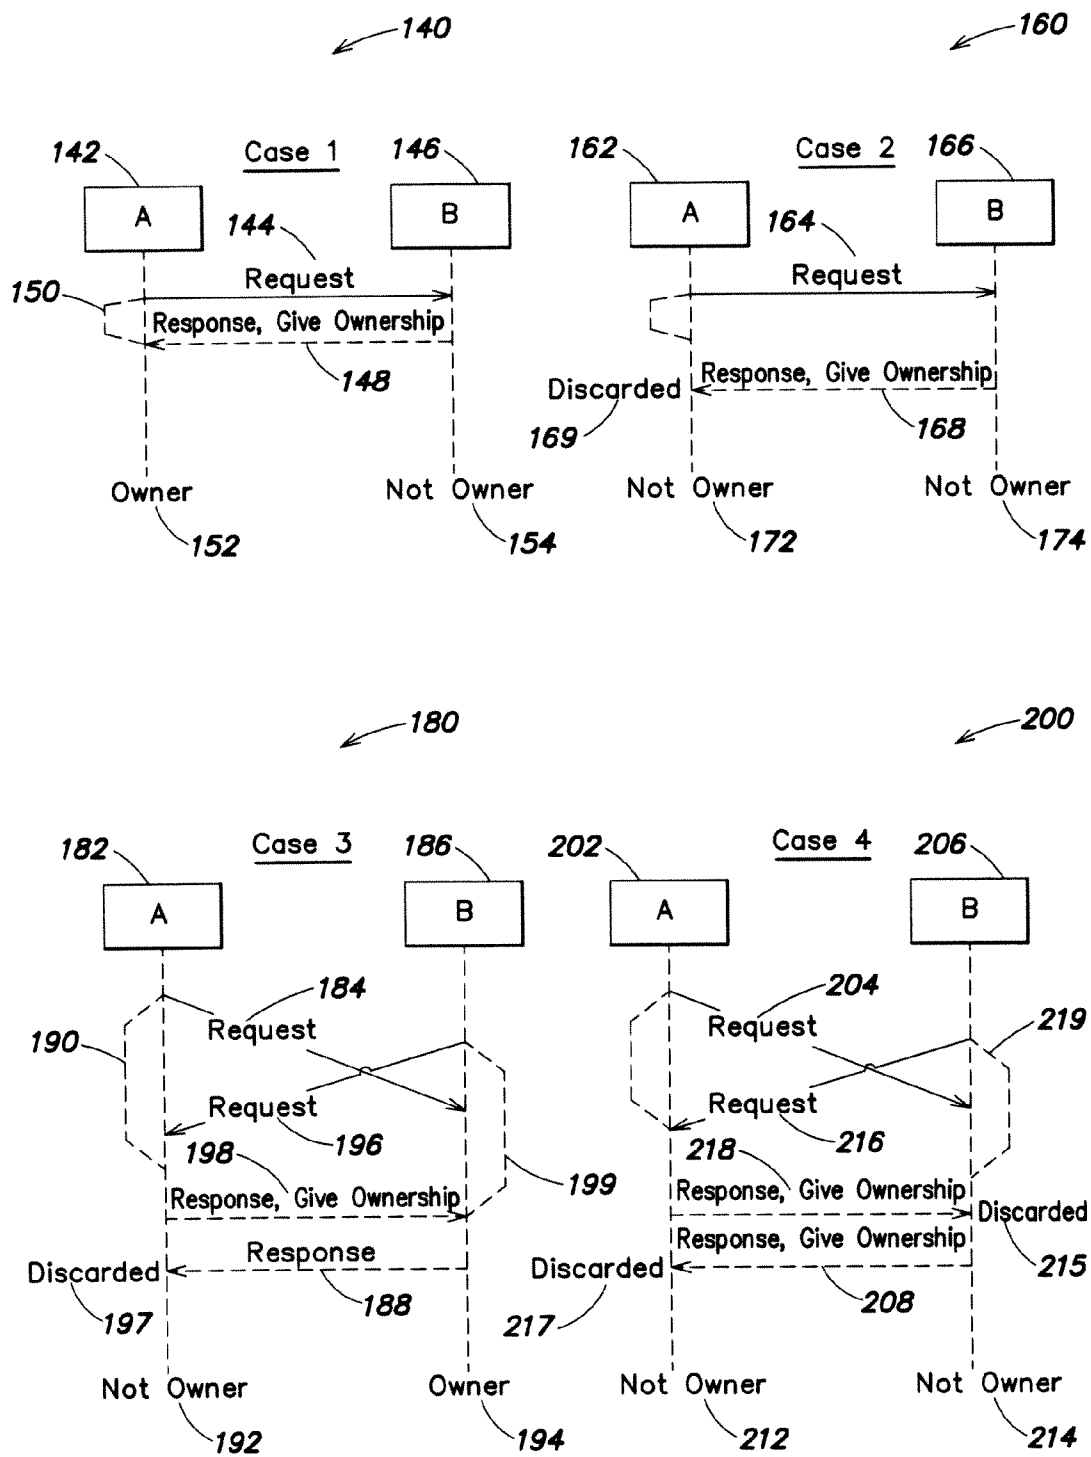 140
160
142
Case 1
146
162
Case 2
166
A
B
A
B
144
164
Request
Request
150
Response, Give Ownership
148
Response, Give Ownership
Discarded
169
168
Owner
Not Owner
Not Owner
Not Owner
152
154
172
174
180
200
182
Case 3
186
202
Case 4
206
A
B
A
B
184
204
Request
Request
190
219
Request
Request
196
216
198
218
199
Response, Give Ownership
Response, Give Ownership
Discarded
215
Response
Response, Give Ownership
Discarded
Discarded
197
188
217
208
Not Owner
Owner
Not Owner
Not Owner
192
194
212
214